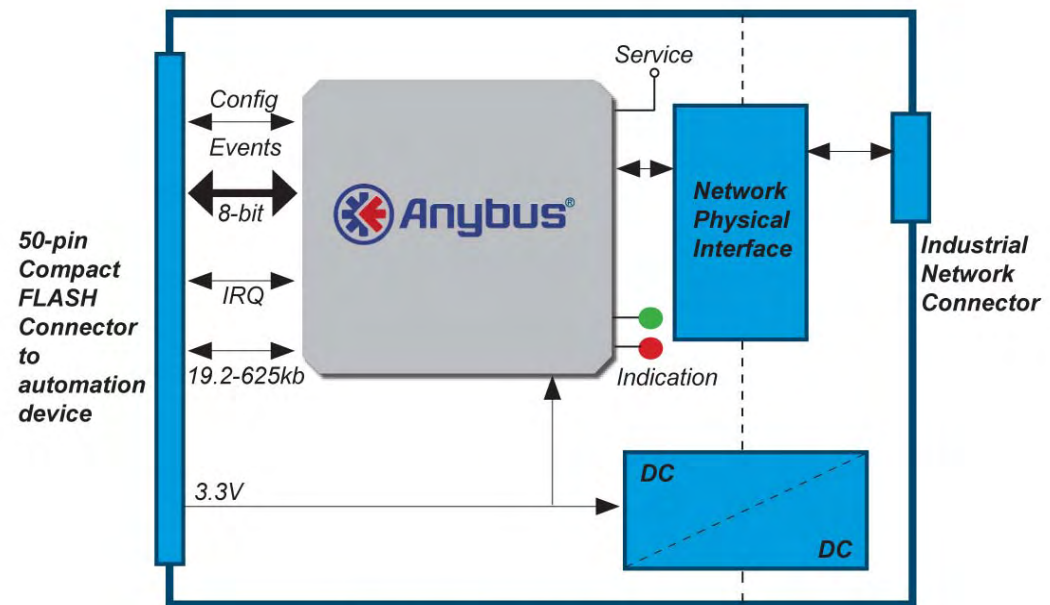 Service
Config
Events
8-bit
IRQ
19.2-625kb
3.3V
Anybus®
50-pin
Compact
FLASH
Connector
to
automation
device
Network
Physical
Interface
Industrial
Network
Connector
Indication
DC
DC